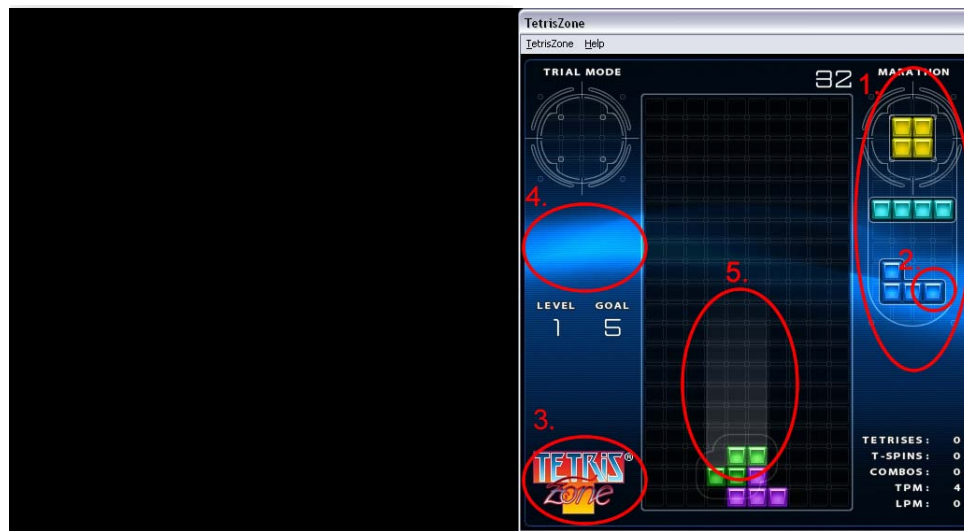 TetrisZone
TetrisZone Help
TRIAL MODE
32
MARATHON
1.
4.
2.
5.
LEVEL GOAL
1 5
3.
TETRIS®
Zone
TETRISES: 0
T-SPINS: 0
COMBOS: 0
TPM: 4
LPM: 0